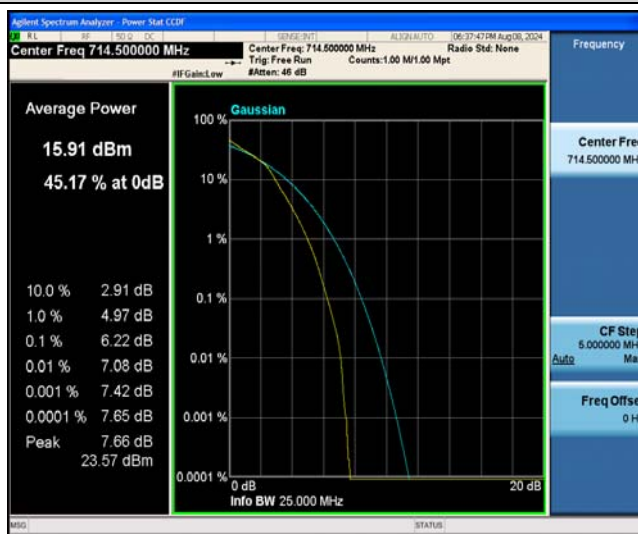 Agilent Spectrum Analyzer - Power Stat CCDF
RL RF 50 Ω DC SENSE:INT ALIGN AUTO 06:37:47 PM Aug 08, 2024
Center Freq 714.500000 MHz
Center Freq: 714.500000 MHz Radio Std: None
Trig: Free Run Counts:1.00 M/1.00 Mpt
#IFGain:Low #Atten: 46 dB
Frequency
Average Power
15.91 dBm
45.17 % at 0dB
10.0 % 2.91 dB
1.0 % 4.97 dB
0.1 % 6.22 dB
0.01 % 7.08 dB
0.001 % 7.42 dB
0.0001 % 7.65 dB
Peak 7.66 dB
23.57 dBm
Gaussian
100 %
10 %
1 %
0.1 %
0.01 %
0.001 %
0.0001 %
0 dB 20 dB
Info BW 25.000 MHz
Center Fre
714.500000 MH
CF Ste
5.000000 MH
Auto Ma
Freq Offse
0 H
MSG STATUS